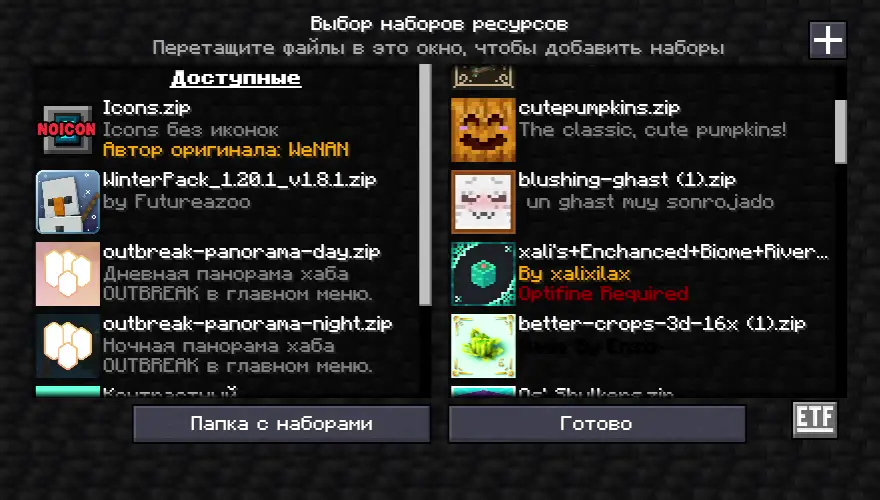 Выбор наборов ресурсов
Перетащите файлы в это окно, чтобы добавить наборы
Доступные
NOICON
Icons.zip
Icons без иконок
Автор оригинала: WeNAN
WinterPack_1.20.1_v1.8.1.zip
by Futureazoo
outbreak-panorama-day.zip
Дневная панорама хаба
OUTBREAK в главном меню.
outbreak-panorama-night.zip
Ночная панорама хаба
OUTBREAK в главном меню.
Контрастный
cutepumpkins.zip
The classic, cute pumpkins!
blushing-ghast (1).zip
un ghast muy sonrojado
xali's+Enchanced+Biome+River...
By xalixilax
Optifine Required
better-crops-3d-16x (1).zip
Shulkers.zip
Папка с наборами
Готово
ETF